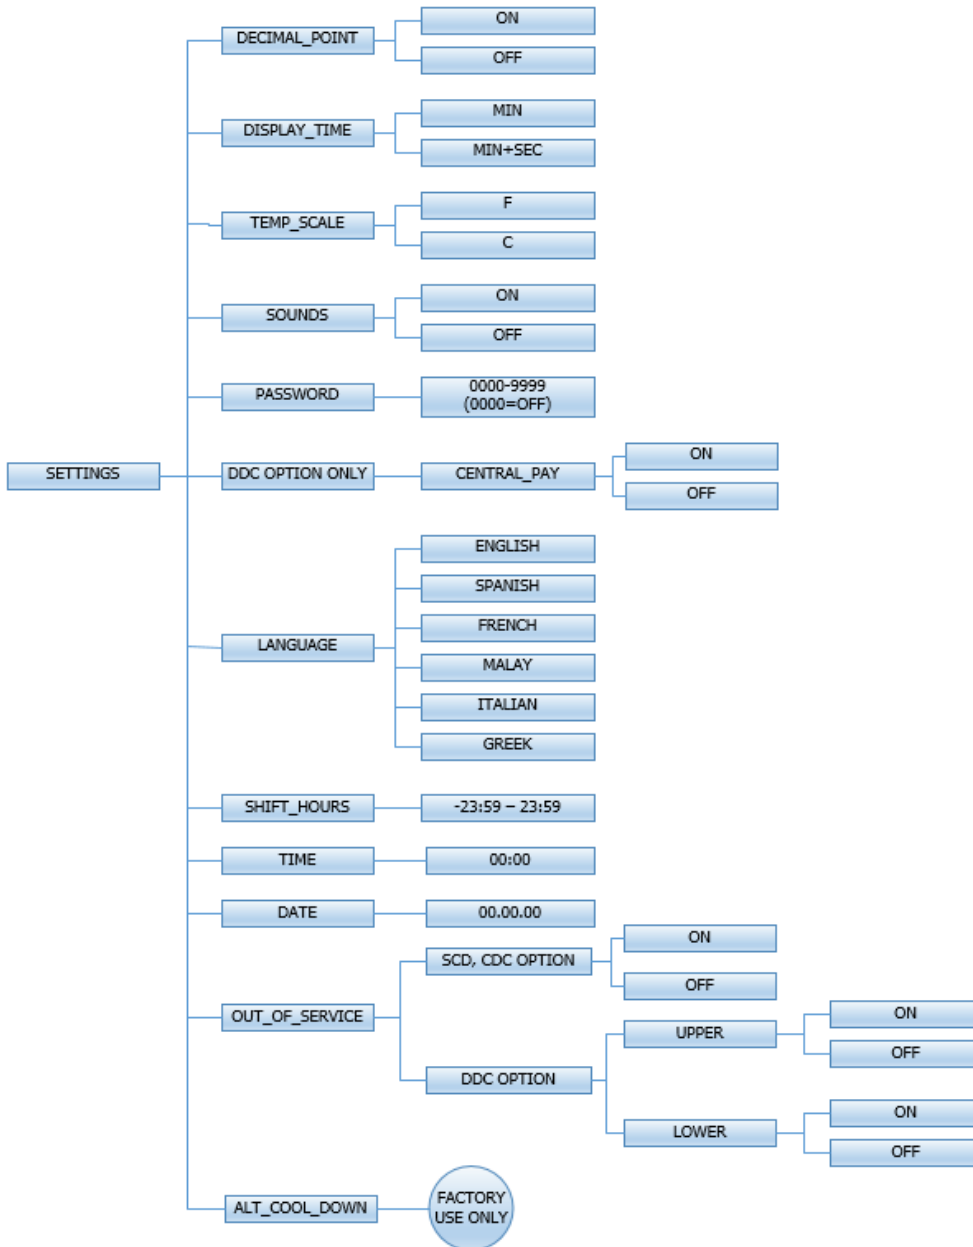 DECIMAL_POINT
ON
OFF
DISPLAY_TIME
MIN
MIN+SEC
TEMP_SCALE
F
C
SOUNDS
ON
OFF
PASSWORD
0000-9999
(0000=OFF)
SETTINGS
DDC OPTION ONLY
CENTRAL_PAY
ON
OFF
LANGUAGE
ENGLISH
SPANISH
FRENCH
MALAY
ITALIAN
GREEK
SHIFT_HOURS
-23:59 – 23:59
TIME
00:00
DATE
00.00.00
OUT_OF_SERVICE
SCD, CDC OPTION
ON
OFF
DDC OPTION
UPPER
ON
OFF
LOWER
ON
OFF
ALT_COOL_DOWN
FACTORY
USE ONLY